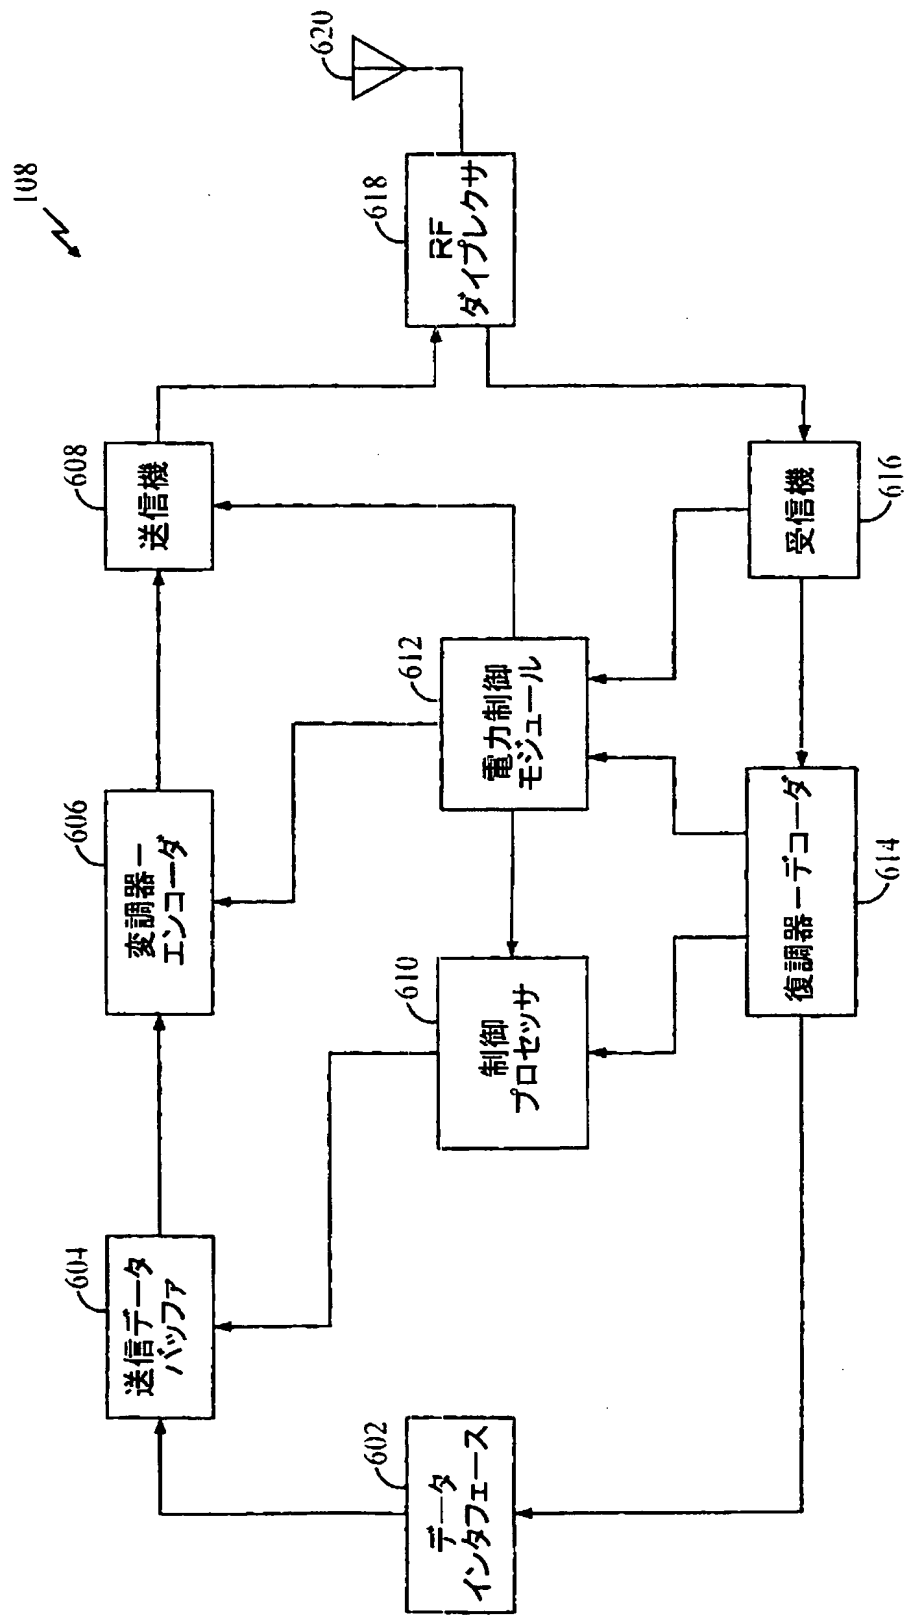 108
620
618
RF
ダイプレクサ
608
送信機
616
受信機
612
電力制御
モジュール
606
変調器ー
エンコーダ
614
復調器ーデコーダ
610
制御
プロセッサ
604
送信データ
バッファ
602
データ
インタフェース